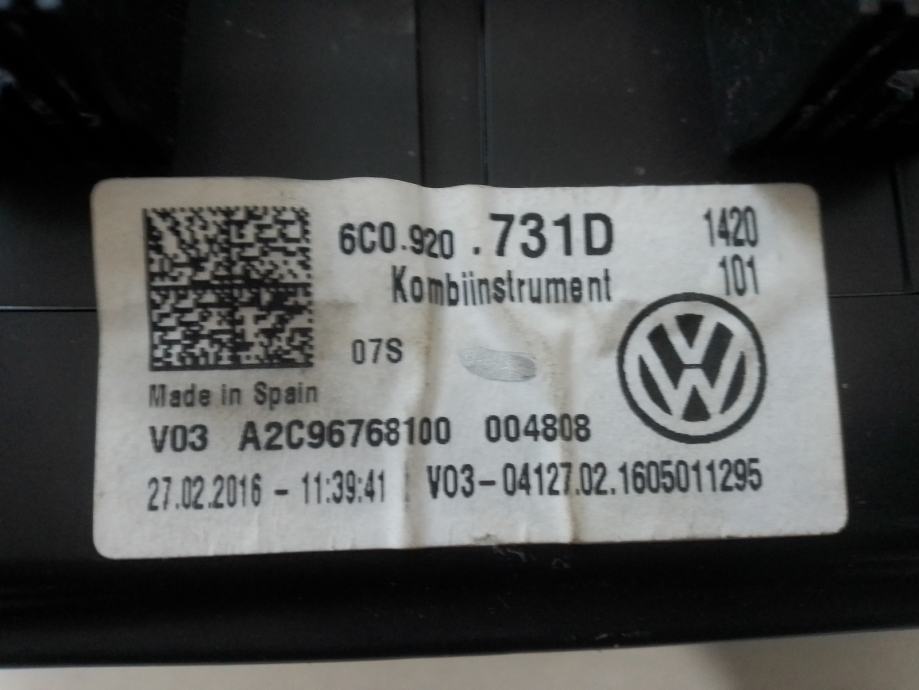 6C0.920 .731D 1420
Kombiinstrument 101
07S
Made in Spain
V03 A2C96768100 004808
27.02.2016 - 11:39:41 V03-04127.02.1605011295